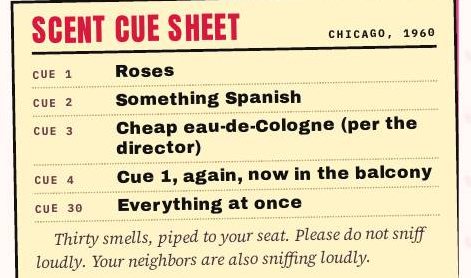 SCENT CUE SHEET
CHICAGO, 1960
CUE 1 Roses
CUE 2 Something Spanish
CUE 3 Cheap eau-de-Cologne (per the
director)
CUE 4 Cue 1, again, now in the balcony
CUE 30 Everything at once
Thirty smells, piped to your seat. Please do not sniff
loudly. Your neighbors are also sniffing loudly.